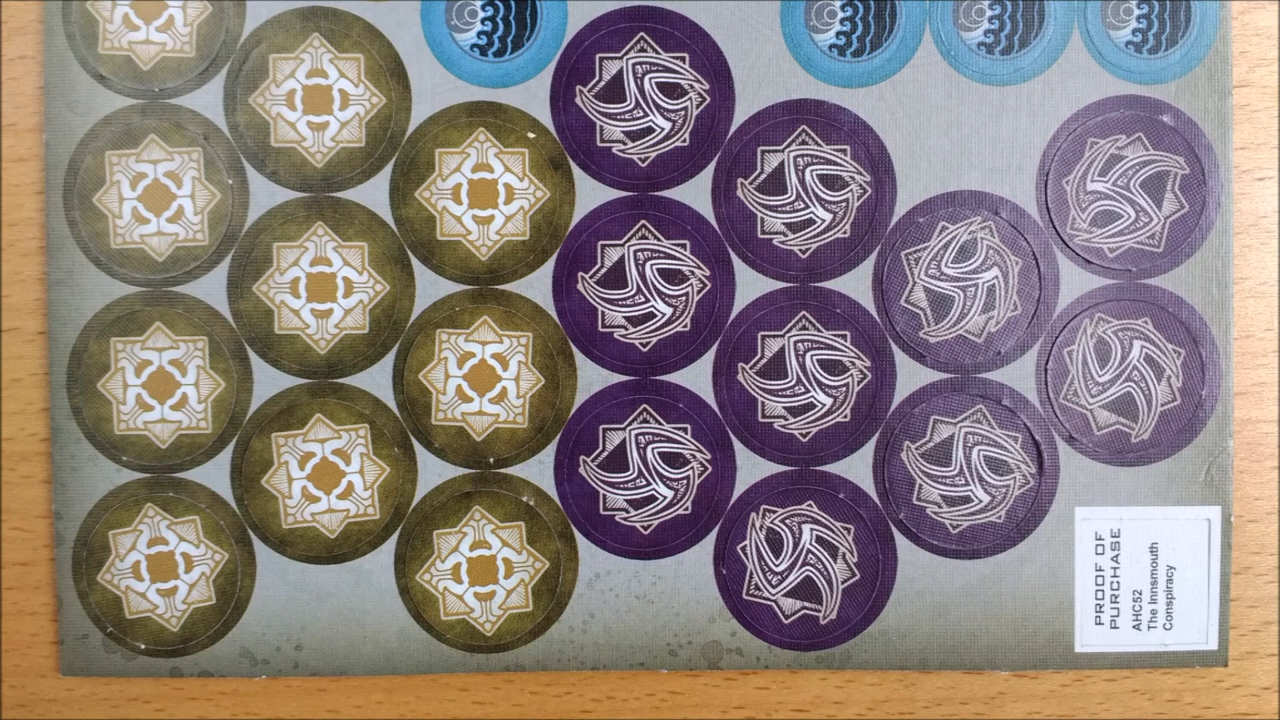 PROOF OF
PURCHASE
AHC52
The Innsmouth
Conspiracy